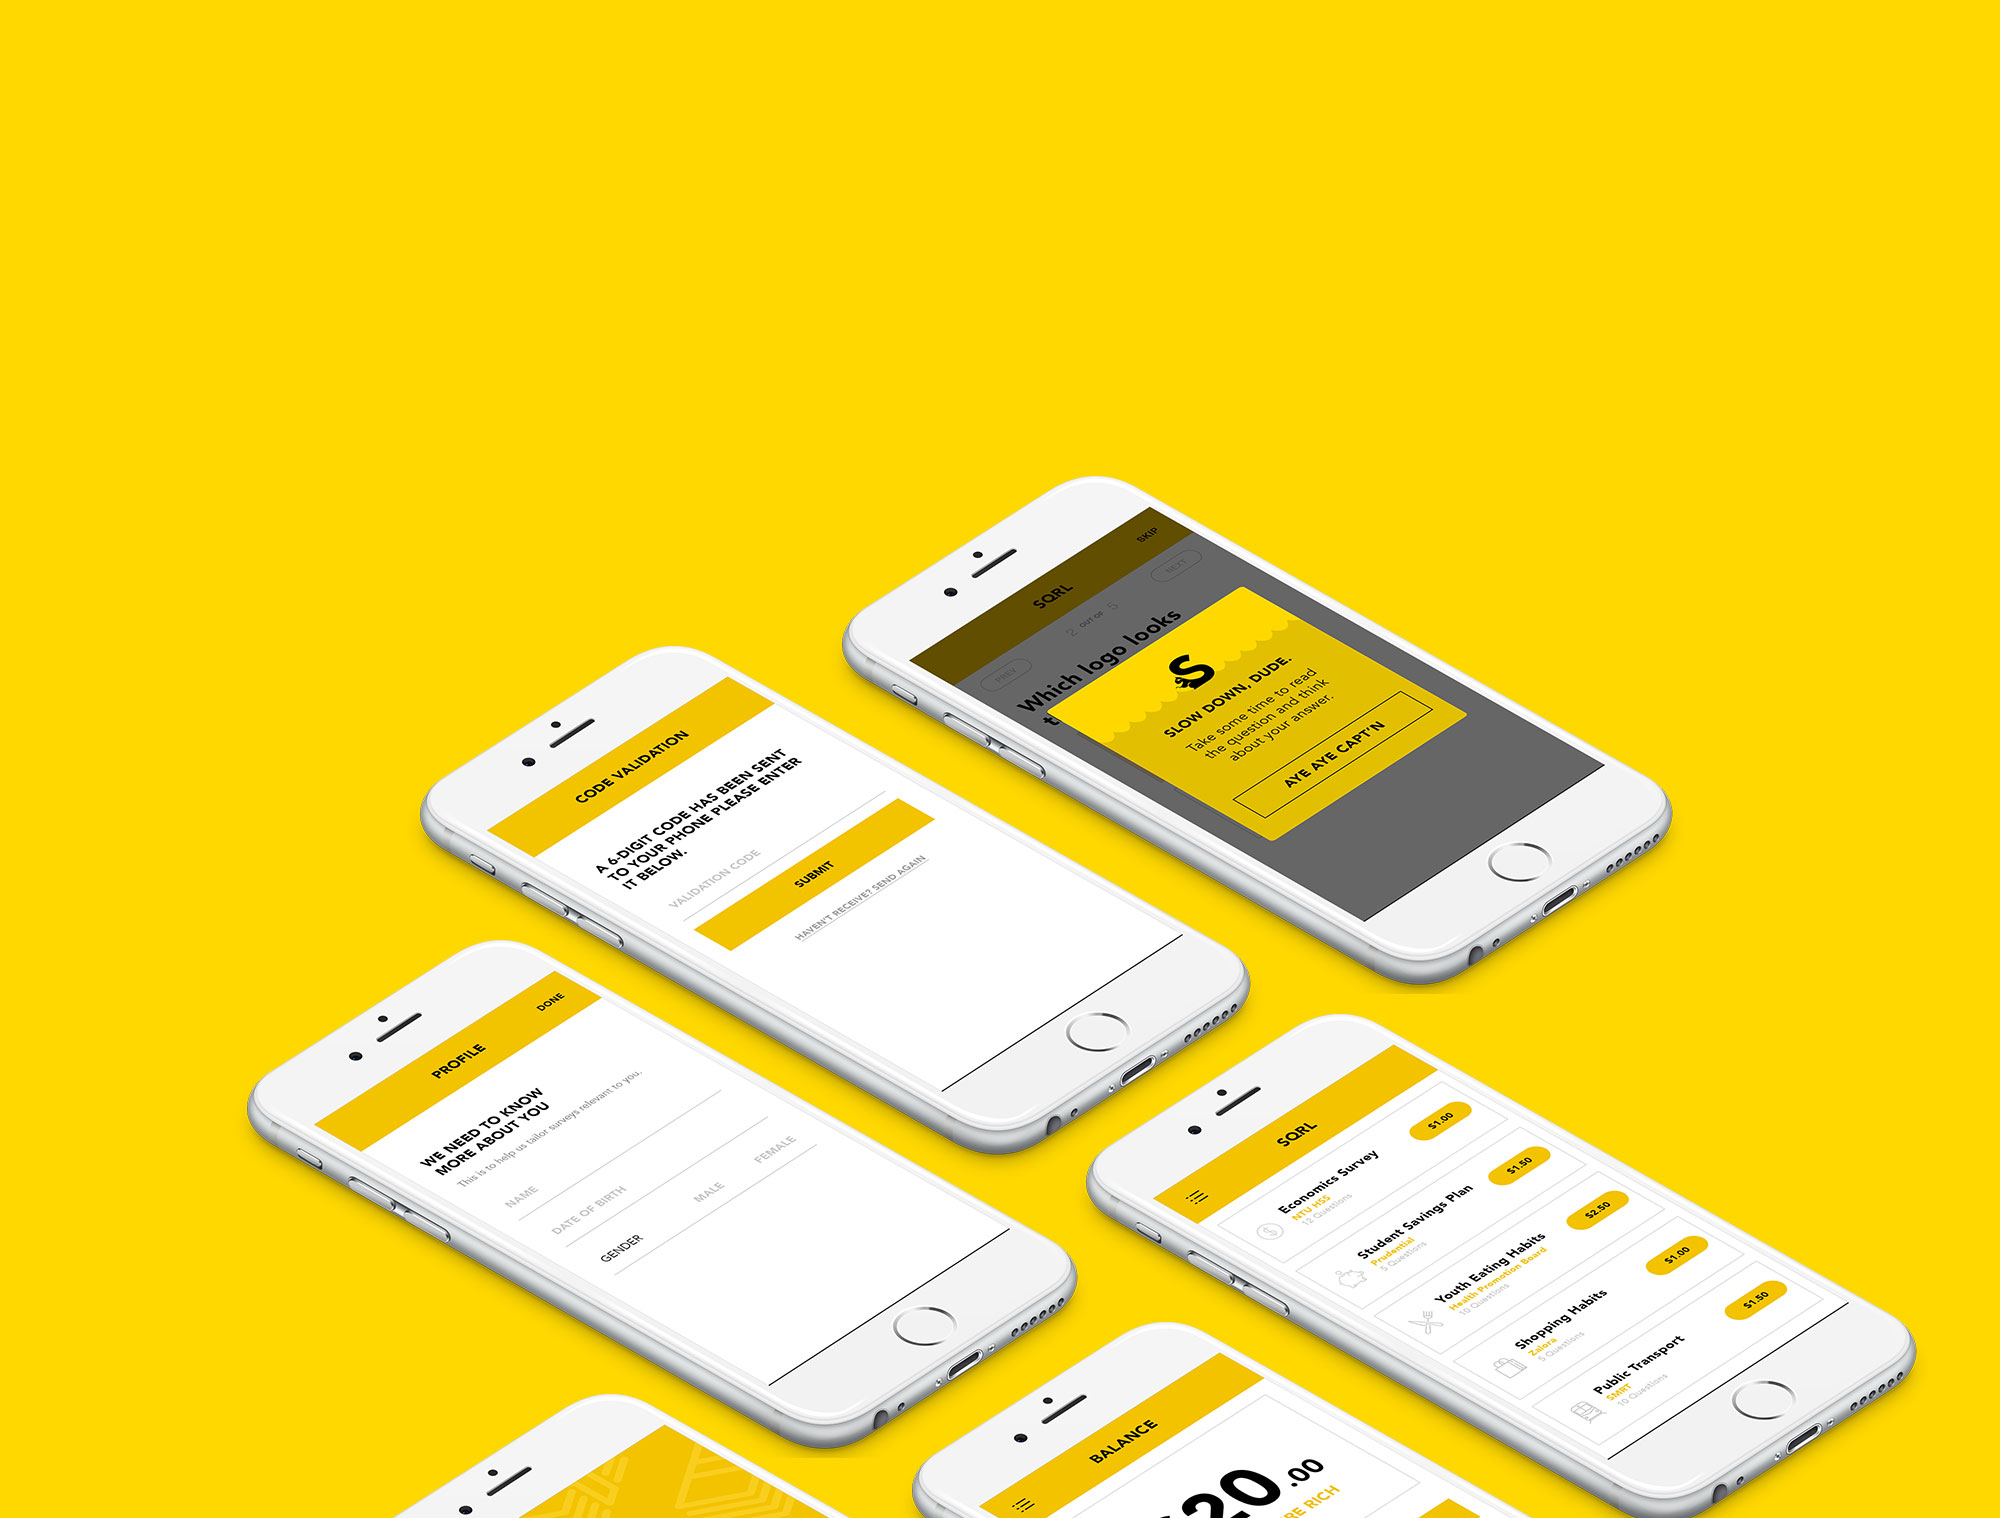 SQRL
SKIP
PREV
2 OUT OF 5
NEXT
Which logo looks
SLOW DOWN, DUDE.
Take some time to read
the question and think
about your answer.
AYE AYE CAPT'N
CODE VALIDATION
A 6-DIGIT CODE HAS BEEN SENT
TO YOUR PHONE PLEASE ENTER
IT BELOW.
VALIDATION CODE
SUBMIT
HAVEN'T RECEIVE? SEND AGAIN
PROFILE
DONE
WE NEED TO KNOW
MORE ABOUT YOU
This is to help us tailor surveys relevant to you.
NAME
DATE OF BIRTH
GENDER
MALE
FEMALE
SQRL
Economics Survey
NTU HSS
12 Questions
$1.00
Student Savings Plan
Prudential
5 Questions
$1.50
Youth Eating Habits
Health Promotion Board
10 Questions
$2.50
Shopping Habits
Zalora
5 Questions
$1.00
Public Transport
SMRT
10 Questions
$1.50
BALANCE
20.00
RICH